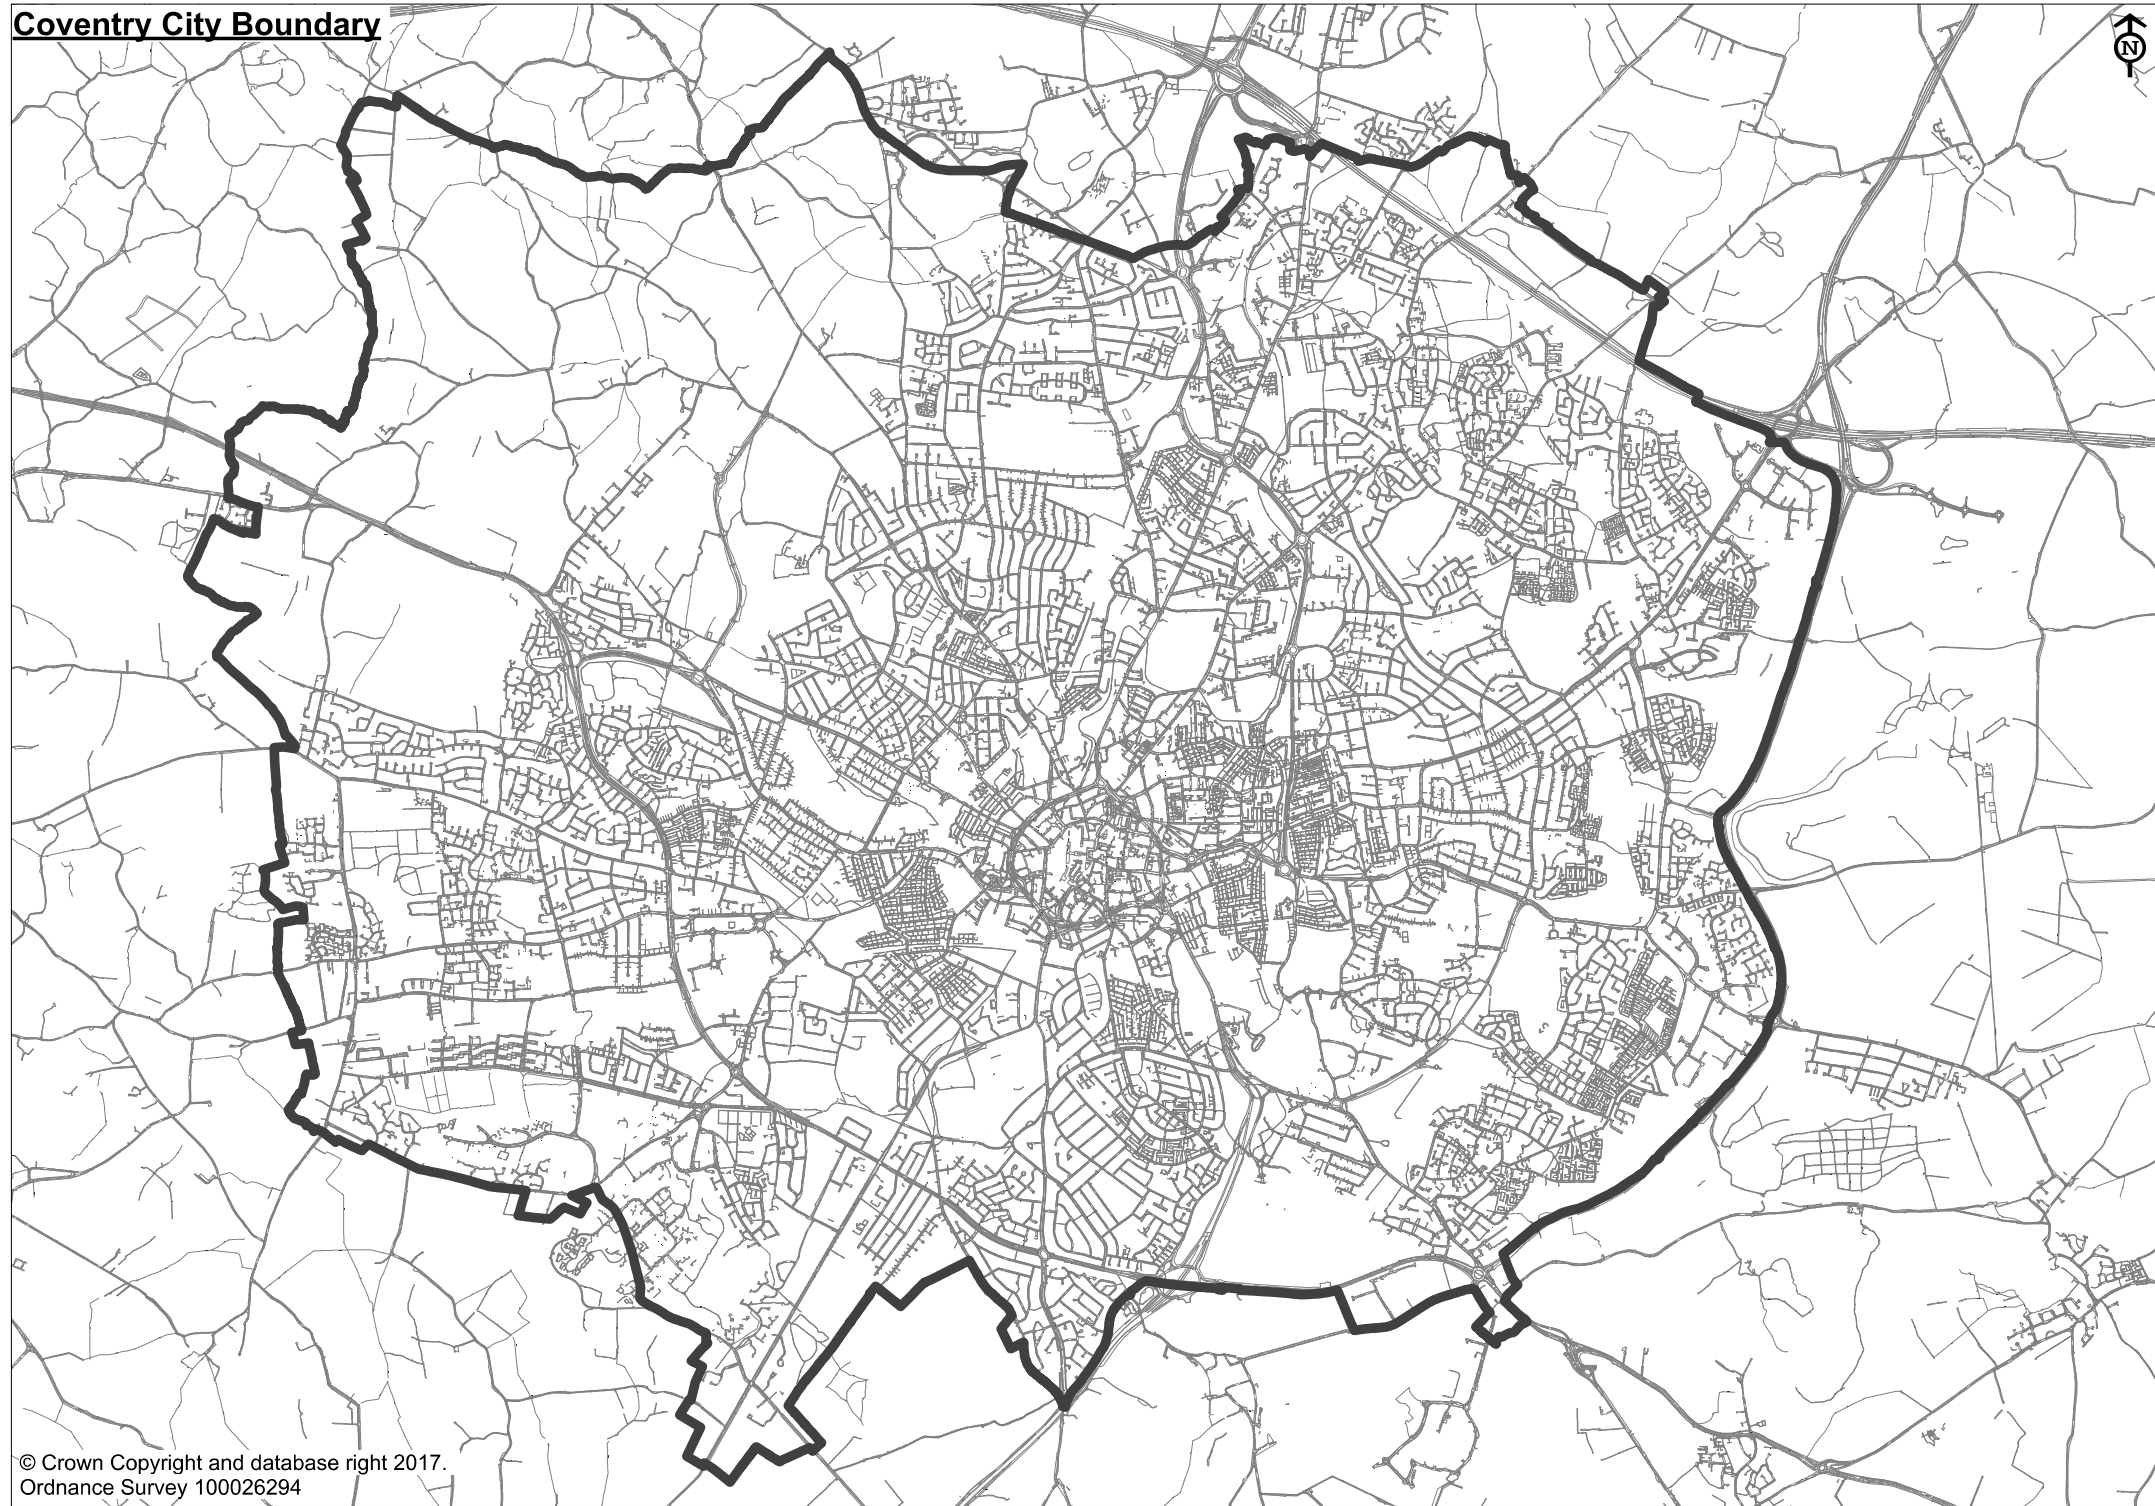 Coventry City Boundary
N
© Crown Copyright and database right 2017.
Ordnance Survey 100026294